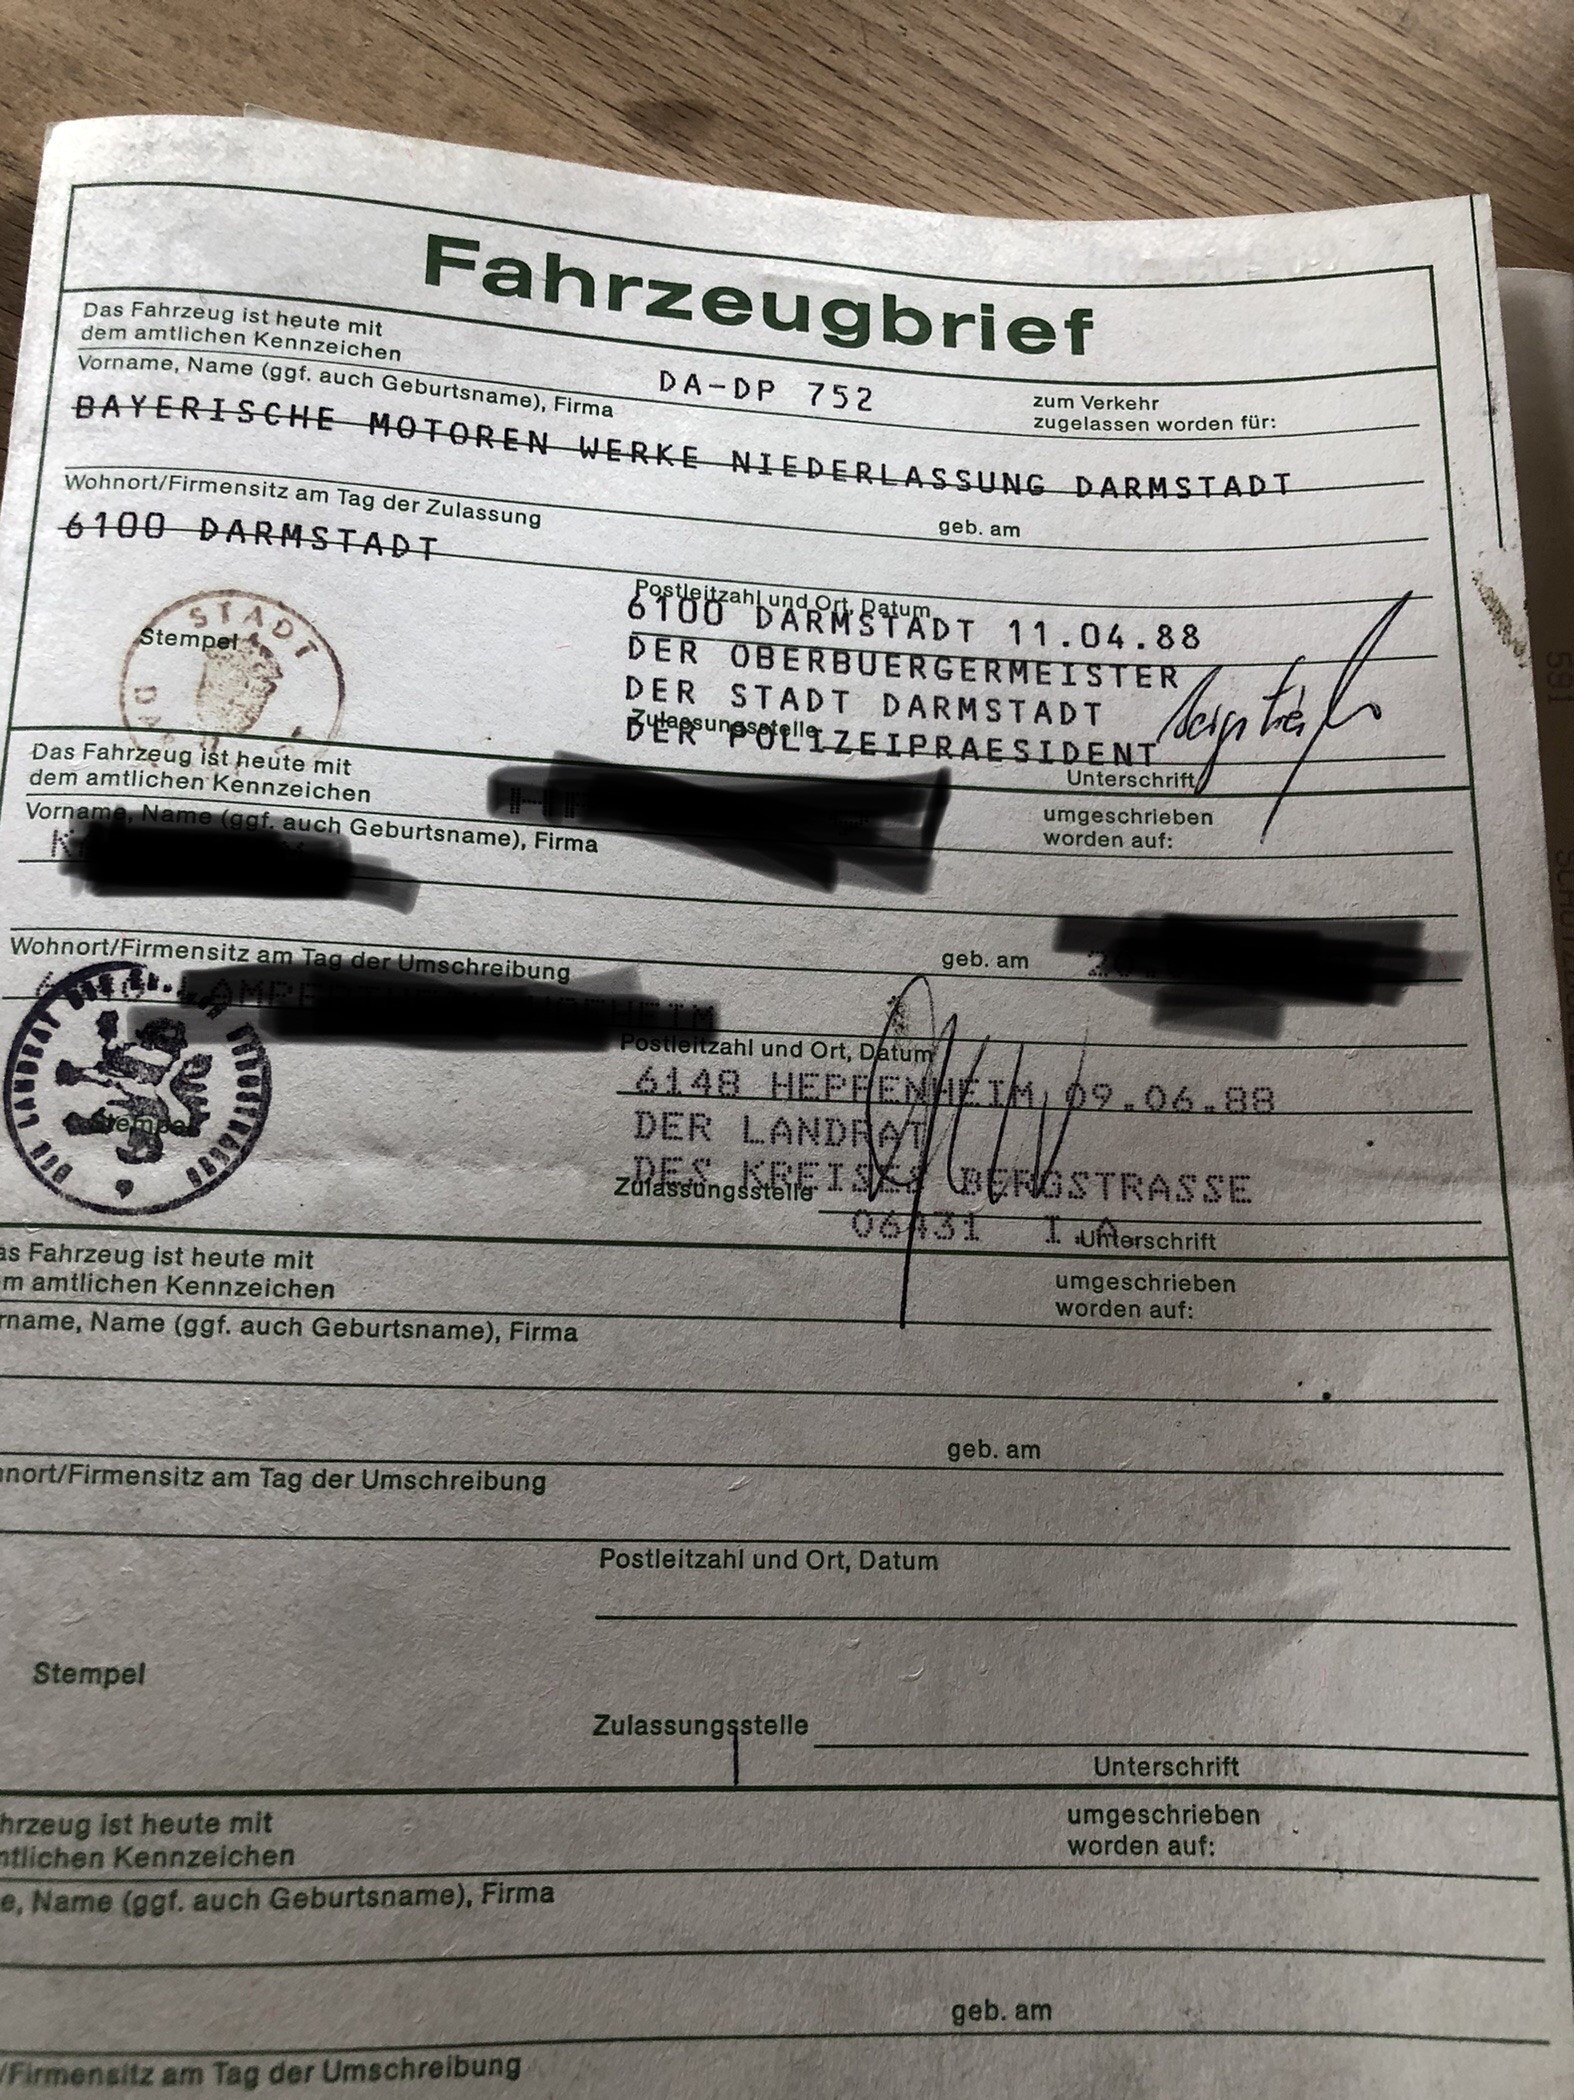 Fahrzeugbrief
Das Fahrzeug ist heute mit
dem amtlichen Kennzeichen
DA-DP 752
zum Verkehr
zugelassen worden für:
Vorname, Name (ggf. auch Geburtsname), Firma
BAYERISCHE MOTOREN WERKE NIEDERLASSUNG DARMSTADT
geb. am
Wohnort/Firmensitz am Tag der Zulassung
6100 DARMSTADT
Postleitzahl und Ort, Datum
6100 DARMSTADT 11.04.88
DER OBERBUERGERMEISTER
DER STADT DARMSTADT
Zulassungsstelle
DER POLIZEIPRAESIDENT
Unterschrift
STADT
Stempel
Das Fahrzeug ist heute mit
dem amtlichen Kennzeichen
umgeschrieben
worden auf:
Vorname, Name (ggf. auch Geburtsname), Firma
geb. am
Wohnort/Firmensitz am Tag der Umschreibung
Postleitzahl und Ort, Datum
6148 HEPPENHEIM 09.06.88
DER LANDRAT
DES KREISES BERGSTRASSE
Zulassungsstelle
06431 I.A.
Unterschrift
DER LANDRAT DES KREISES BERGSTRASSE
Stempel
as Fahrzeug ist heute mit
m amtlichen Kennzeichen
umgeschrieben
worden auf:
rname, Name (ggf. auch Geburtsname), Firma
geb. am
nort/Firmensitz am Tag der Umschreibung
Postleitzahl und Ort, Datum
Stempel
Zulassungsstelle
Unterschrift
hrzeug ist heute mit
ntlichen Kennzeichen
umgeschrieben
worden auf:
e, Name (ggf. auch Geburtsname), Firma
geb. am
/Firmensitz am Tag der Umschreibung